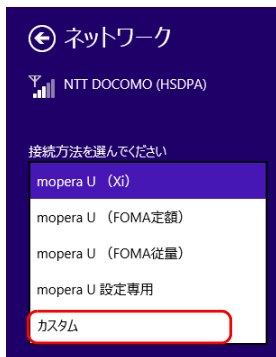 ネットワーク
NTT DOCOMO (HSDPA)
接続方法を選んでください
mopera U （Xi）
mopera U （FOMA定額）
mopera U （FOMA従量）
mopera U 設定専用
カスタム